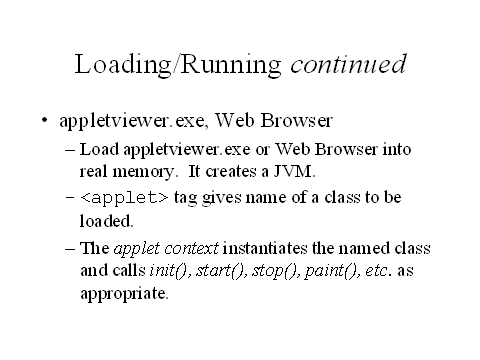 Loading/Running continued
• appletviewer.exe, Web Browser
– Load appletviewer.exe or Web Browser into
real memory. It creates a JVM.
– <applet> tag gives name of a class to be
loaded.
– The applet context instantiates the named class
and calls init(), start(), stop(), paint(), etc. as
appropriate.